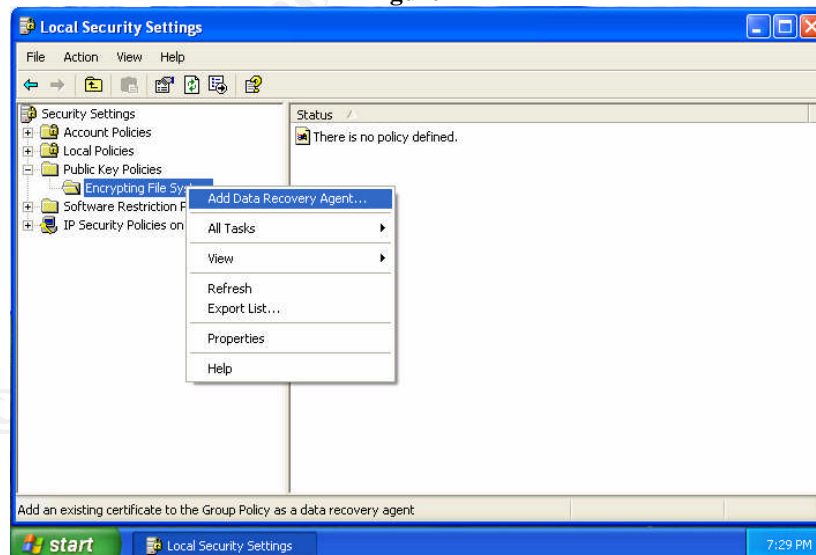 Local Security Settings
File Action View Help
Security Settings
Account Policies
Local Policies
Public Key Policies
Encrypting File Sys
Software Restriction P
IP Security Policies on
Status
There is no policy defined.
Add Data Recovery Agent...
All Tasks
View
Refresh
Export List...
Properties
Help
Add an existing certificate to the Group Policy as a data recovery agent
start Local Security Settings 7:29 PM